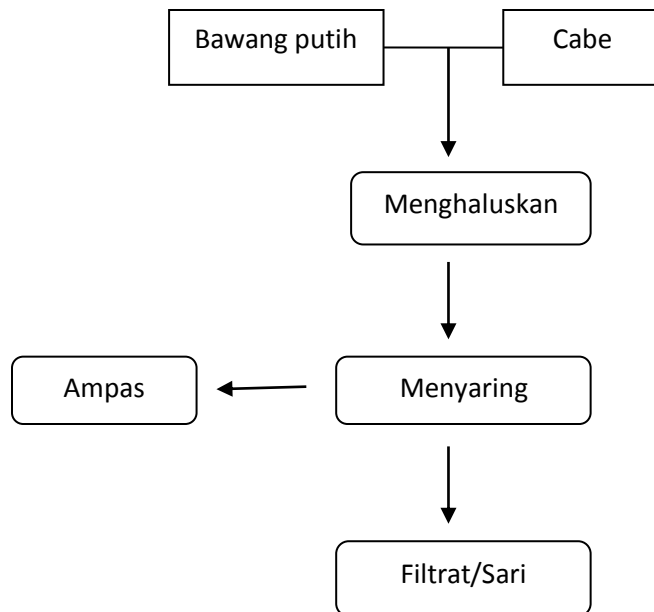 Bawang putih
Cabe
Menghaluskan
Ampas
Menyaring
Filtrat/Sari